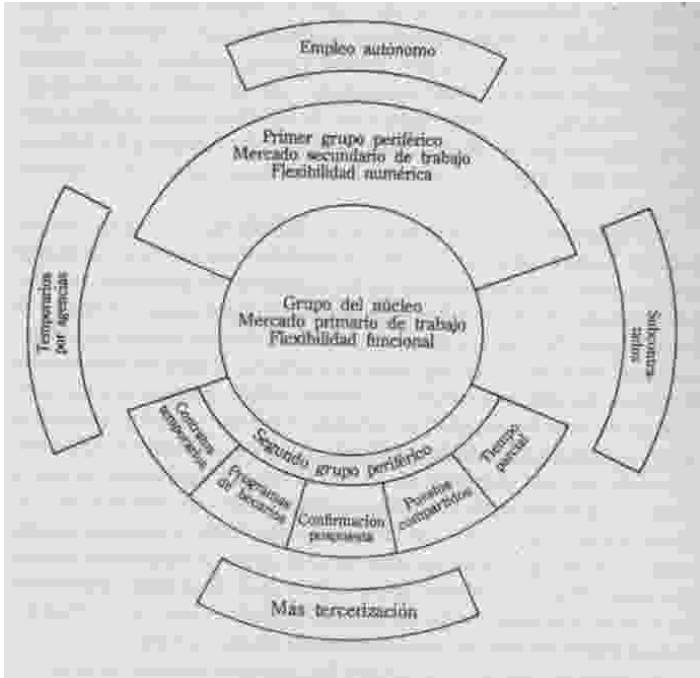 Empleo autónomo
Primer grupo periférico
Mercado secundario de trabajo
Flexibilidad numérica
Temporarios
por agencias
Grupo del núcleo
Mercado primario de trabajo
Flexibilidad funcional
Subcontra-
tados
Segundo grupo periférico
Contratos
temporarios
Programas
de becarios
Confirmación
pospuesta
Puestos
compartidos
Tiempo
parcial
Más tercetización